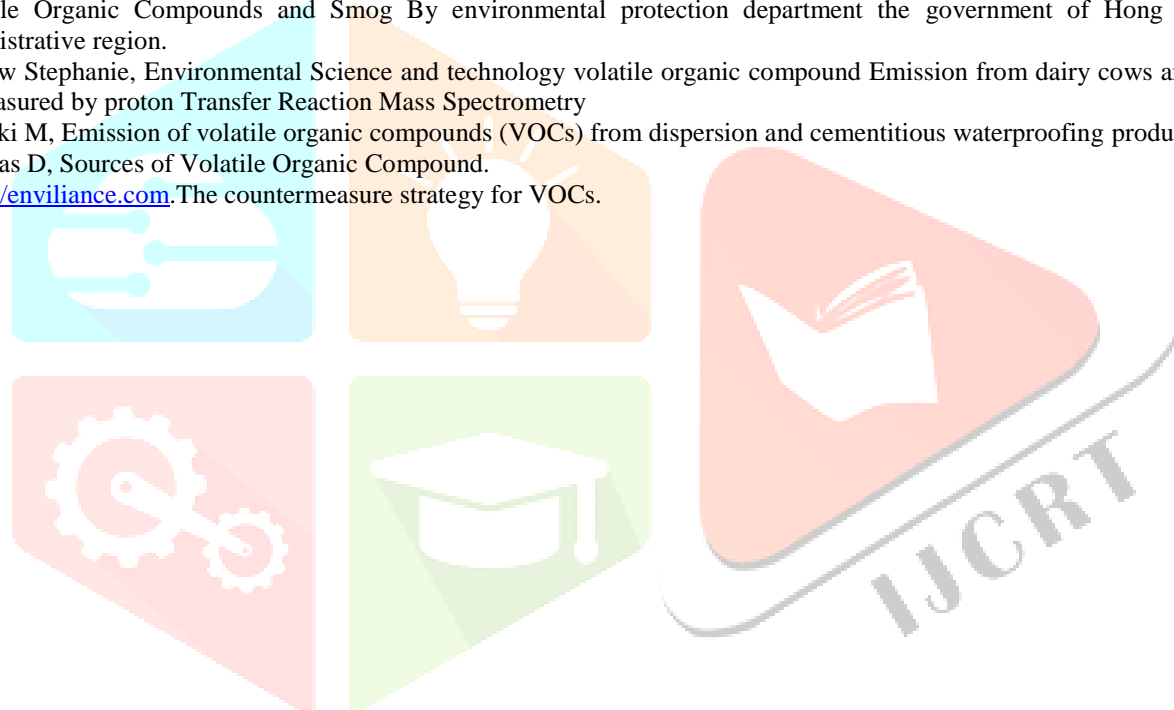 le Organic Compounds and Smog By environmental protection department the government of Hong
istrative region.
w Stephanie, Environmental Science and technology volatile organic compound Emission from dairy cows a
asured by proton Transfer Reaction Mass Spectrometry
ki M, Emission of volatile organic compounds (VOCs) from dispersion and cementitious waterproofing produ
as D, Sources of Volatile Organic Compound.
/enviliance.com.The countermeasure strategy for VOCs.
IJCRT